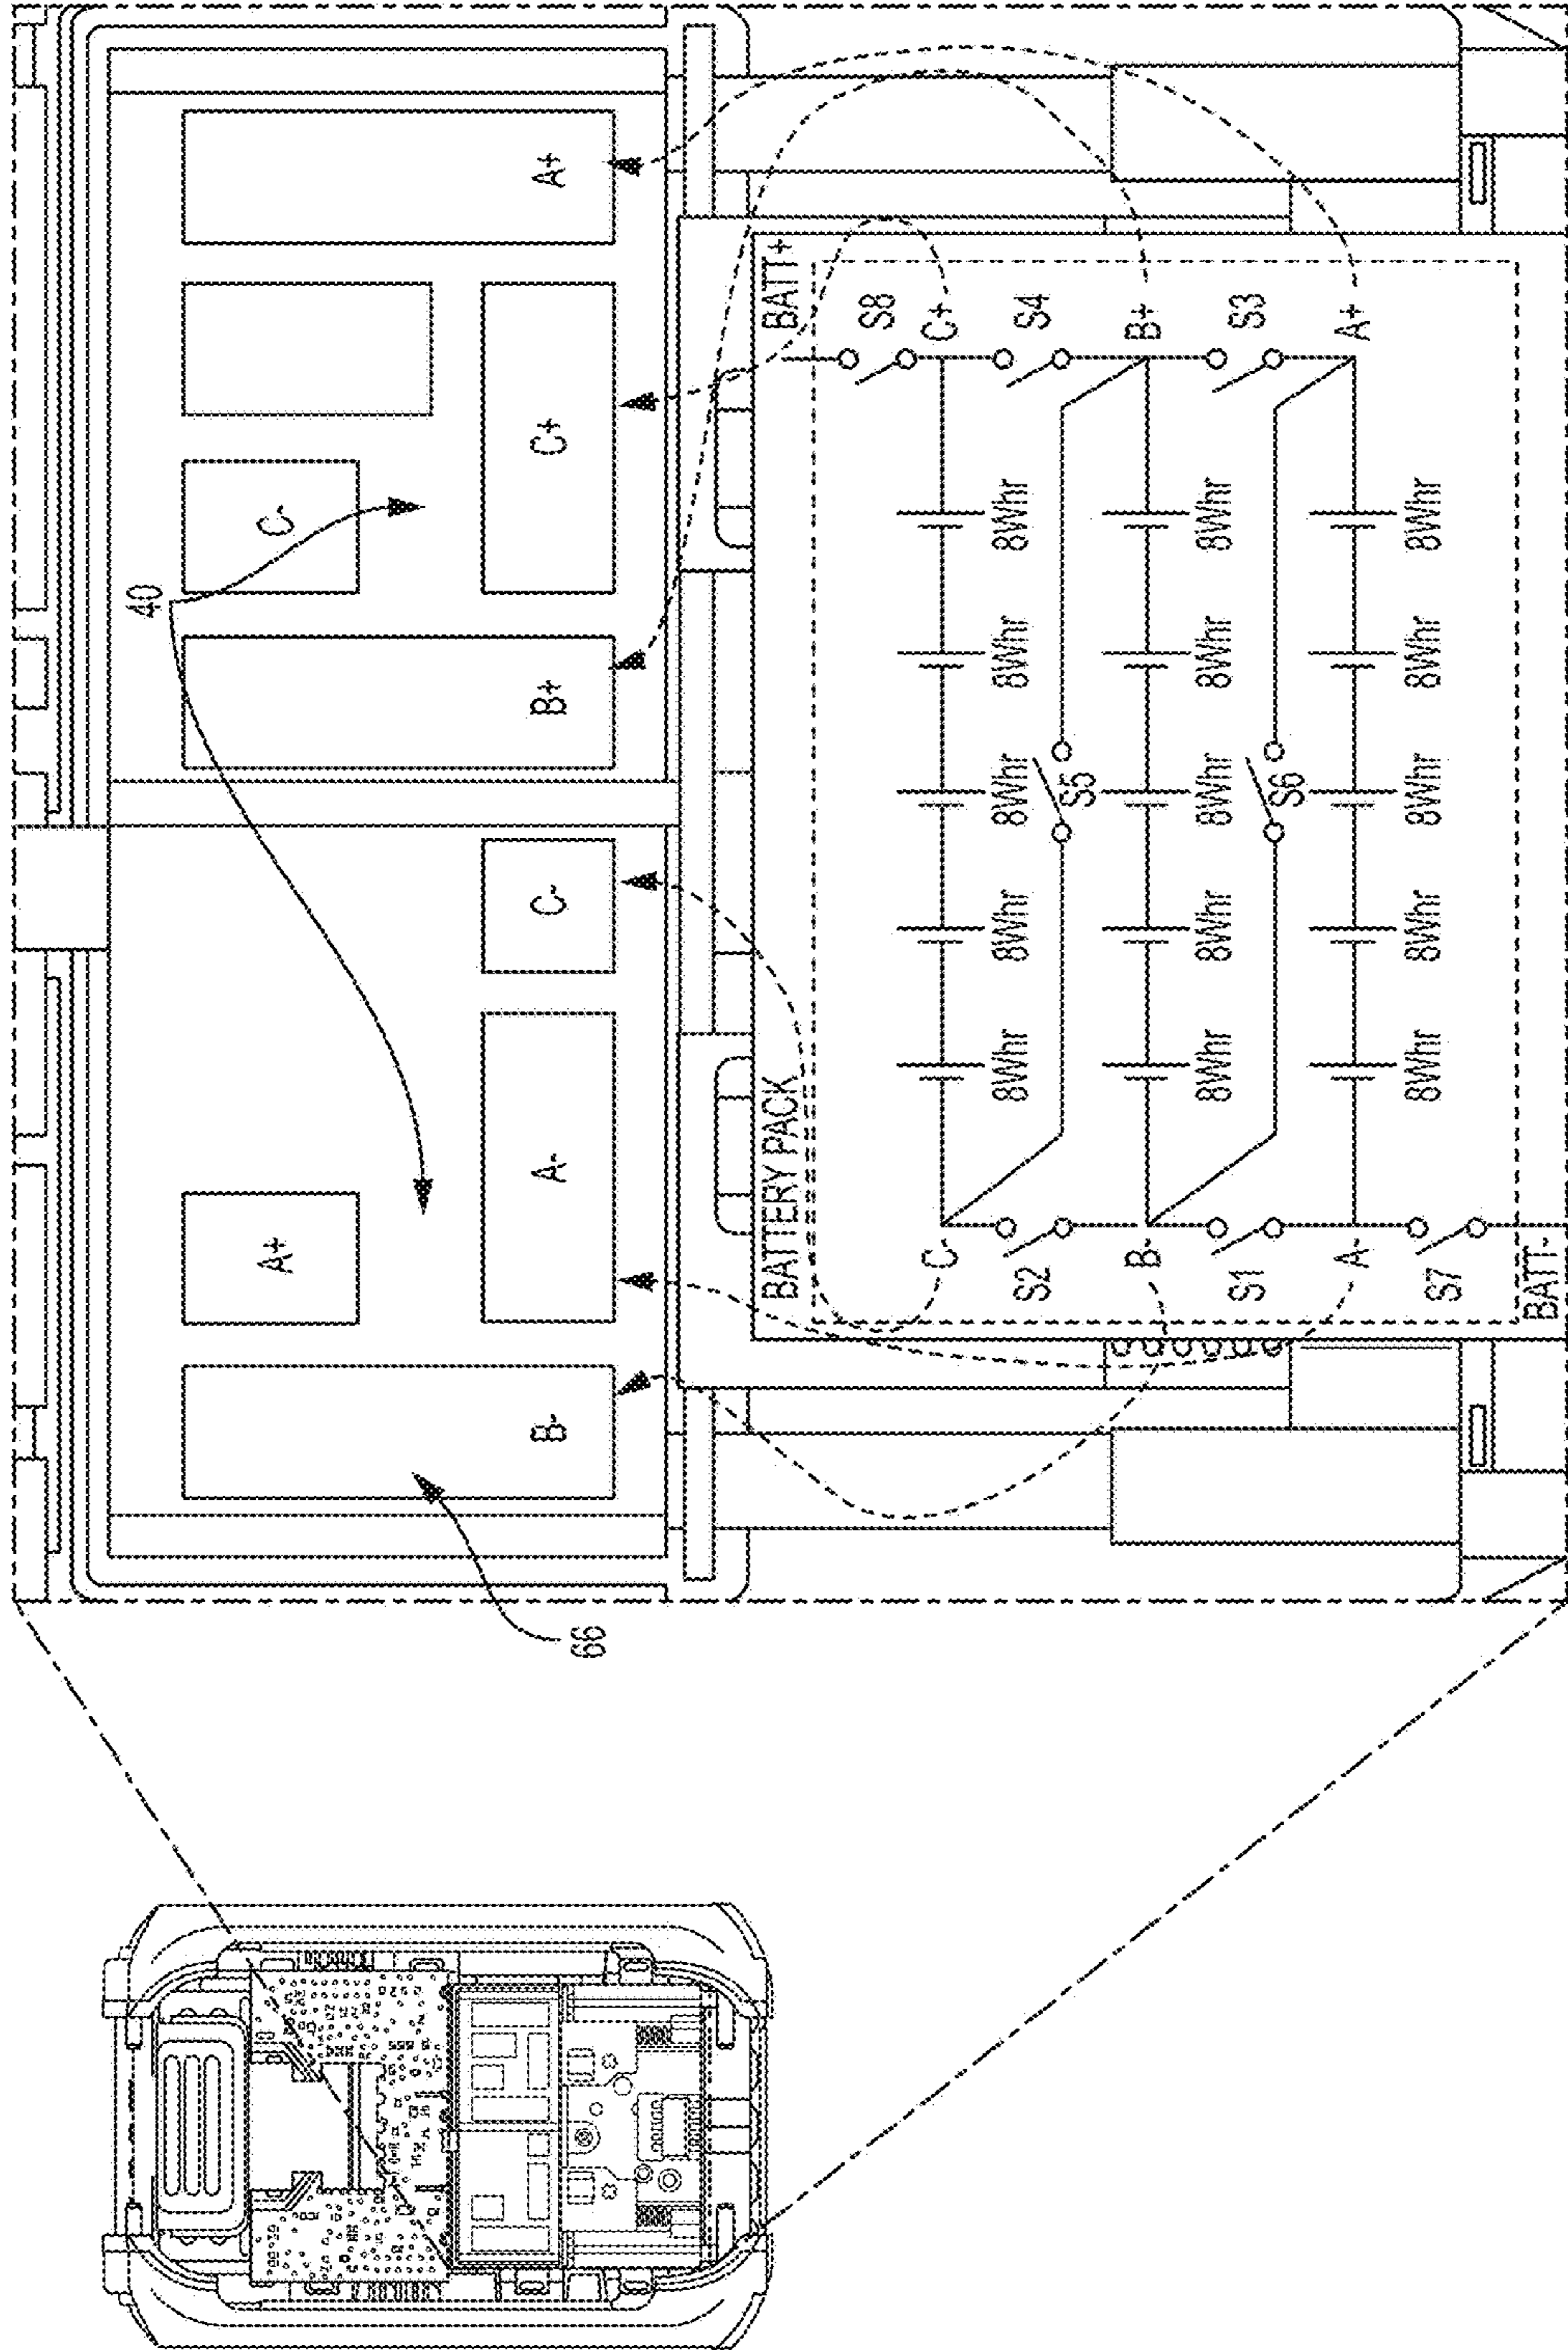 40
A+ C-
B- A- C- B+ C+ A+
66
BATTERY PACK BATT+
S8
C- C+
8Whr 8Whr 8Whr 8Whr 8Whr
S2 S4
S5
B- B+
8Whr 8Whr 8Whr 8Whr 8Whr
S1 S3
S6
A- A+
8Whr 8Whr 8Whr 8Whr 8Whr
S7
BATT-